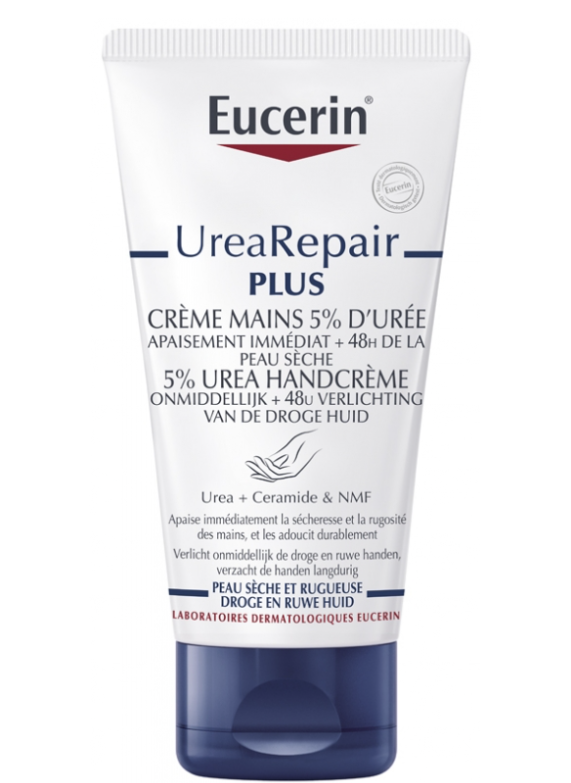 Eucerin®
Eucerin
UreaRepair
PLUS
CRÈME MAINS 5% D'URÉE
APAISEMENT IMMÉDIAT + 48H DE LA
PEAU SÈCHE
5% UREA HANDCRÈME
ONMIDDELLIJK + 48U VERLICHTING
VAN DE DROGE HUID
Urea + Ceramide & NMF
Apaise immédiatement la sécheresse et la rugosité
des mains, et les adoucit durablement
Verlicht onmiddellijk de droge en ruwe handen,
verzacht de handen langdurig
PEAU SÈCHE ET RUGUEUSE
DROGE EN RUWE HUID
LABORATOIRES DERMATOLOGIQUES EUCERIN